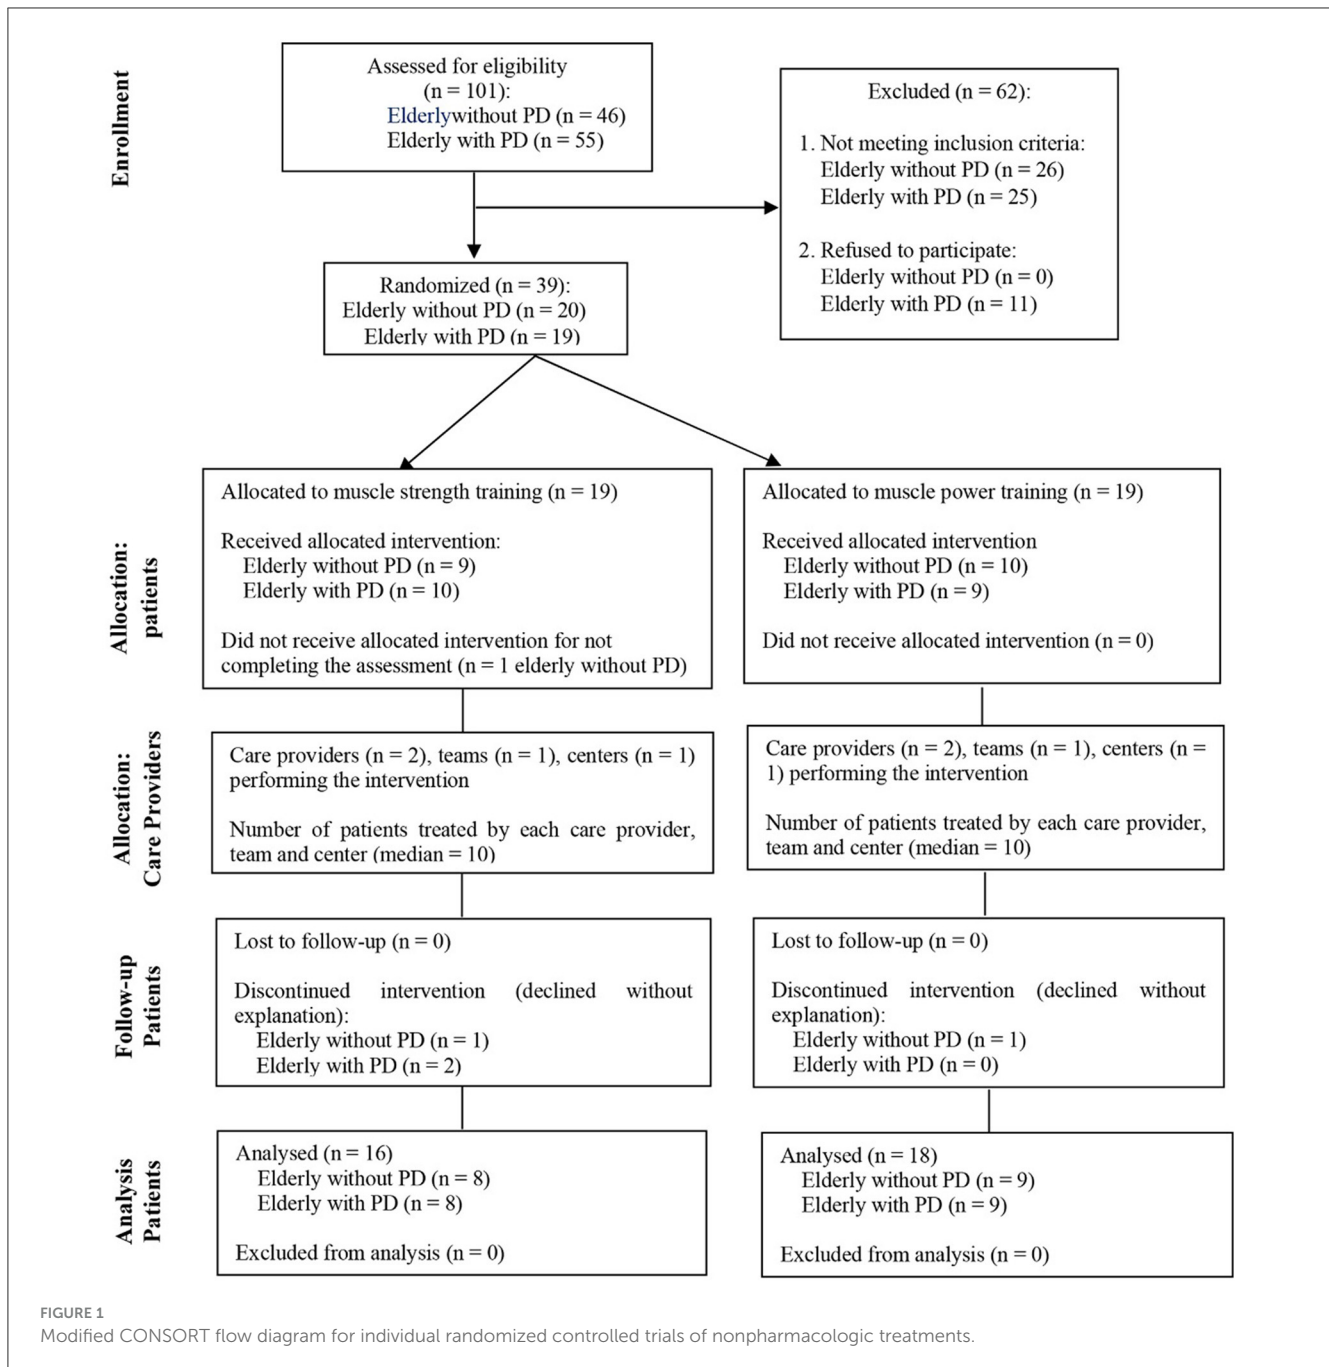 Enrollment
Assessed for eligibility
(n = 101):
Elderlywithout PD (n = 46)
Elderly with PD (n = 55)
Excluded (n = 62):
1. Not meeting inclusion criteria:
Elderly without PD (n = 26)
Elderly with PD (n = 25)
2. Refused to participate:
Elderly without PD (n = 0)
Elderly with PD (n = 11)
Randomized (n = 39):
Elderly without PD (n = 20)
Elderly with PD (n = 19)
Allocation:
patients
Allocated to muscle strength training (n = 19)
Received allocated intervention:
Elderly without PD (n = 9)
Elderly with PD (n = 10)
Did not receive allocated intervention for not
completing the assessment (n = 1 elderly without PD)
Allocated to muscle power training (n = 19)
Received allocated intervention
Elderly without PD (n = 10)
Elderly with PD (n = 9)
Did not receive allocated intervention (n = 0)
Allocation:
Care Providers
Care providers (n = 2), teams (n = 1), centers (n = 1)
performing the intervention
Number of patients treated by each care provider,
team and center (median = 10)
Care providers (n = 2), teams (n = 1), centers (n =
1) performing the intervention
Number of patients treated by each care provider,
team and center (median = 10)
Follow-up
Patients
Lost to follow-up (n = 0)
Discontinued intervention (declined without
explanation):
Elderly without PD (n = 1)
Elderly with PD (n = 2)
Lost to follow-up (n = 0)
Discontinued intervention (declined without
explanation):
Elderly without PD (n = 1)
Elderly with PD (n = 0)
Analysis
Patients
Analysed (n = 16)
Elderly without PD (n = 8)
Elderly with PD (n = 8)
Excluded from analysis (n = 0)
Analysed (n = 18)
Elderly without PD (n = 9)
Elderly with PD (n = 9)
Excluded from analysis (n = 0)
FIGURE 1
Modified CONSORT flow diagram for individual randomized controlled trials of nonpharmacologic treatments.